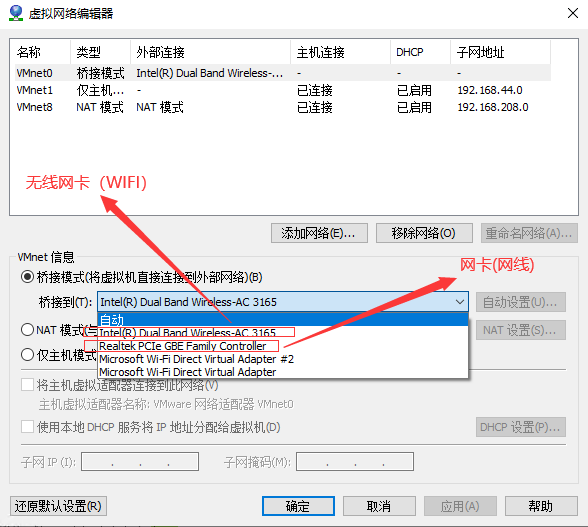 虚拟网络编辑器
名称 类型 外部连接 主机连接 DHCP 子网地址
VMnet0 桥接模式 Intel(R) Dual Band Wireless-... - - -
VMnet1 仅主机... - 已连接 已启用 192.168.44.0
VMnet8 NAT 模式 NAT 模式 已连接 已启用 192.168.208.0
无线网卡（WIFI）
添加网络(E)... 移除网络(O) 重命名网络(A)...
网卡(网线)
VMnet 信息
桥接模式(将虚拟机直接连接到外部网络)(B)
桥接到(T): Intel(R) Dual Band Wireless-AC 3165 自动设置(U)...
自动
NAT 模式(与 Intel(R) Dual Band Wireless-AC 3165 NAT 设置(S)...
Realtek PCIe GBE Family Controller
仅主机模式 Microsoft Wi-Fi Direct Virtual Adapter #2
Microsoft Wi-Fi Direct Virtual Adapter
将主机虚拟适配器连接到此网络(V)
主机虚拟适配器名称: VMware 网络适配器 VMnet0
使用本地 DHCP 服务将 IP 地址分配给虚拟机(D) DHCP 设置(P)...
子网 IP (I): . . . 子网掩码(M): . . .
还原默认设置(R) 确定 取消 应用(A) 帮助